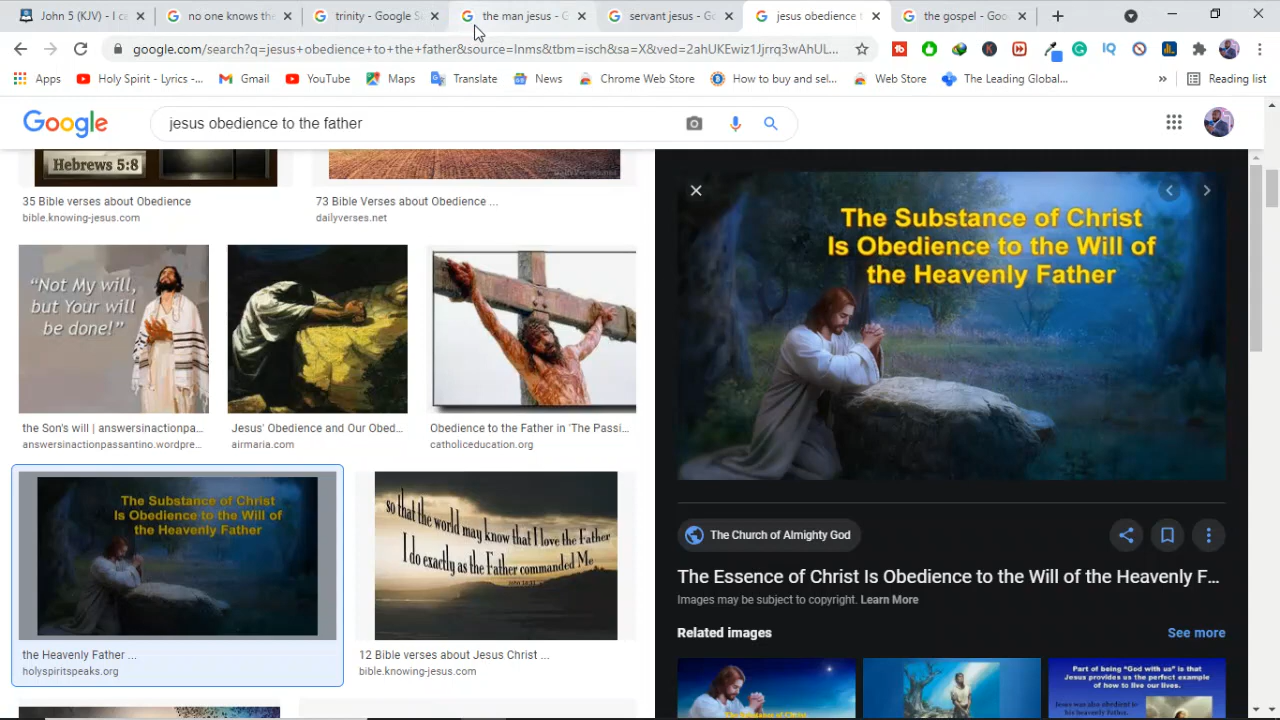 John 5 (KJV) - I ca
no one knows the
trinity - Google Se
the man jesus - G
servant jesus - Go
jesus obedience t
the gospel - Goo
google.com/search?q=jesus+obedience+to+the+father&source=lnms&tbm=isch&sa=X&ved=2ahUKEwiz1Jjrrq3wAhUL...
Apps
Holy Spirit - Lyrics -...
Gmail
YouTube
Maps
Translate
News
Chrome Web Store
How to buy and sel...
Web Store
The Leading Global...
»
Reading list
Google
jesus obedience to the father
Hebrews 5:8
35 Bible verses about Obedience
bible.knowing-jesus.com
73 Bible Verses about Obedience ...
dailyverses.net
“Not My will,
but Your will
be done!”
the Son's will | answersinactionpa...
answersinactionpassantino.wordpre...
Jesus' Obedience and Our Obed...
airmaria.com
Obedience to the Father in 'The Passi...
catholiceducation.org
The Substance of Christ
Is Obedience to the Will of
the Heavenly Father
the Heavenly Father ...
holyspiritspeaks.org
so that the world may know that I love the Father
I do exactly as the Father commanded Me
12 Bible verses about Jesus Christ ...
bible.knowing-jesus.com
The Substance of Christ
Is Obedience to the Will of
the Heavenly Father
The Church of Almighty God
The Essence of Christ Is Obedience to the Will of the Heavenly F...
Images may be subject to copyright. Learn More
Related images
See more
Part of being "God with us" is that
Jesus provides us the perfect example
of how to live our lives.
Jesus was also obedient to
his heavenly Father.